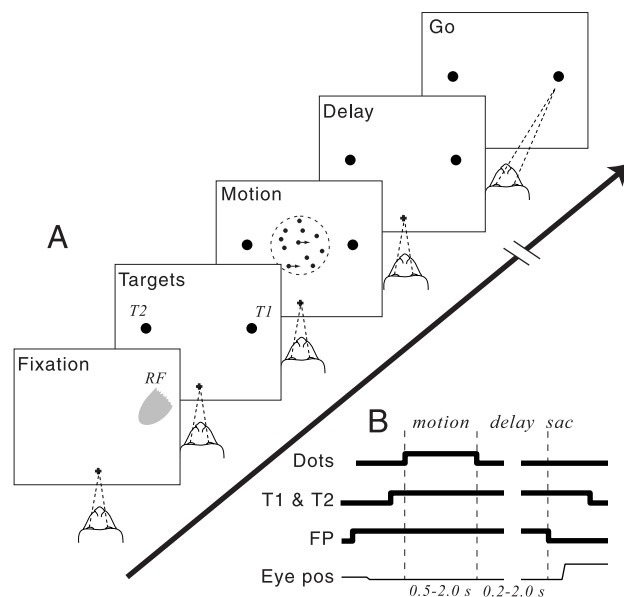 Go
Delay
Motion
A
Targets
T2
T1
Fixation
RF
B
motion delay sac
Dots
T1 & T2
FP
Eye pos
0.5-2.0 s 0.2-2.0 s